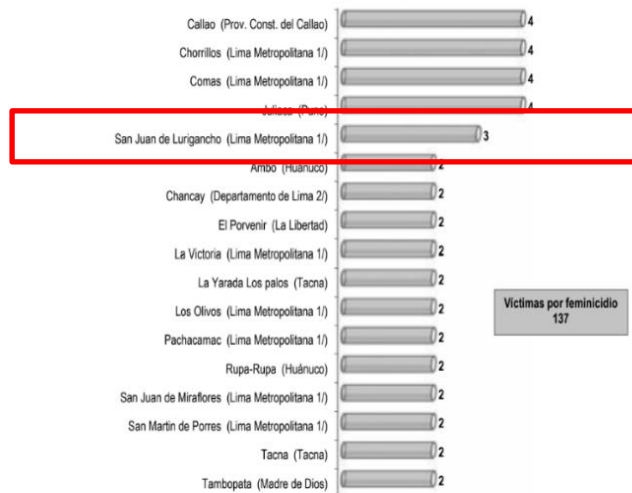 Callao (Prov. Const. del Callao) 4
Chorrillos (Lima Metropolitana 1/) 4
Comas (Lima Metropolitana 1/) 4
Juliaca (Puno) 4
San Juan de Lurigancho (Lima Metropolitana 1/) 3
Ambo (Huánuco) 2
Chancay (Departamento de Lima 2/) 2
El Porvenir (La Libertad) 2
La Victoria (Lima Metropolitana 1/) 2
La Yarada Los palos (Tacna) 2
Los Olivos (Lima Metropolitana 1/) 2
Víctimas por feminicidio
137
Pachacamac (Lima Metropolitana 1/) 2
Rupa-Rupa (Huánuco) 2
San Juan de Miraflores (Lima Metropolitana 1/) 2
San Martin de Porres (Lima Metropolitana 1/) 2
Tacna (Tacna) 2
Tambopata (Madre de Dios) 2